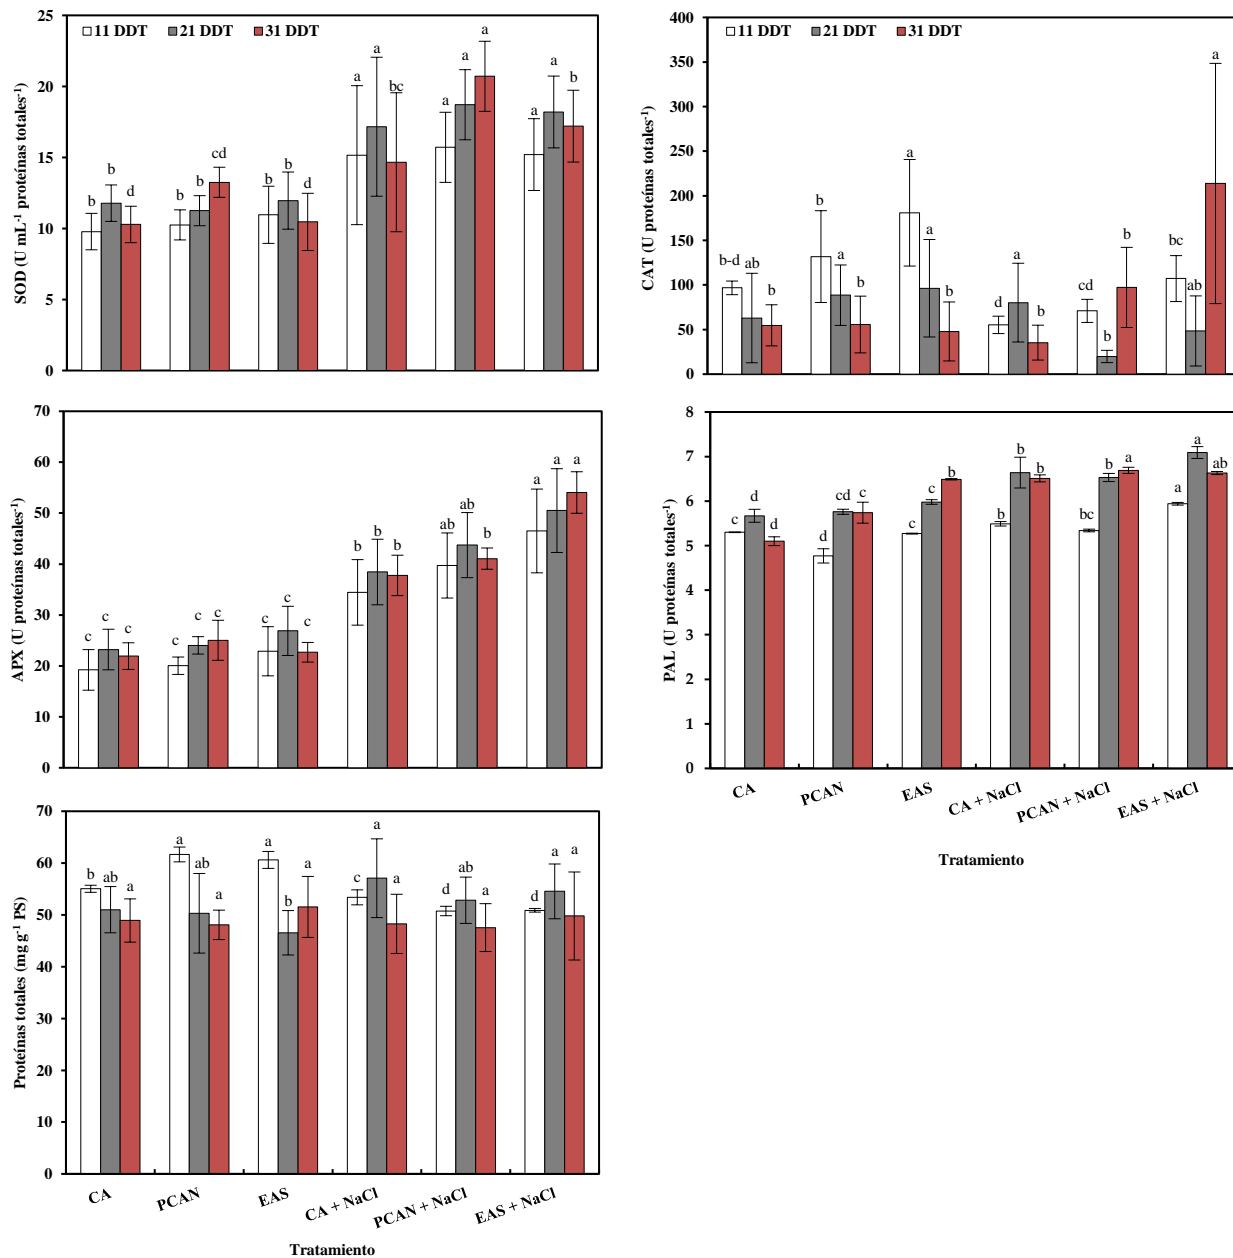 11 DDT 21 DDT 31 DDT
SOD (U mL⁻¹ proteínas totales⁻¹)
25
20
15
10
5
0
b b d
b b cd
b b d
a a bc
a a a
a a b
11 DDT 21 DDT 31 DDT
CAT (U proteínas totales⁻¹)
400
350
300
250
200
150
100
50
0
b-d ab b
b a b
a a b
d a b
cd b b
bc ab a
APX (U proteínas totales⁻¹)
70
60
50
40
30
20
10
0
c c c
c c c
c c c
b b b
ab ab b
a a a
PAL (U proteínas totales⁻¹)
8
7
6
5
4
3
2
1
0
c d d
d cd c
c c b
b b b
bc b a
a a ab
CA PCAN EAS CA + NaCl PCAN + NaCl EAS + NaCl
Tratamiento
Proteínas totales (mg g⁻¹ PS)
70
60
50
40
30
20
10
0
b ab a
a ab a
a b a
c a a
d ab a
d a a
CA PCAN EAS CA + NaCl PCAN + NaCl EAS + NaCl
Tratamiento